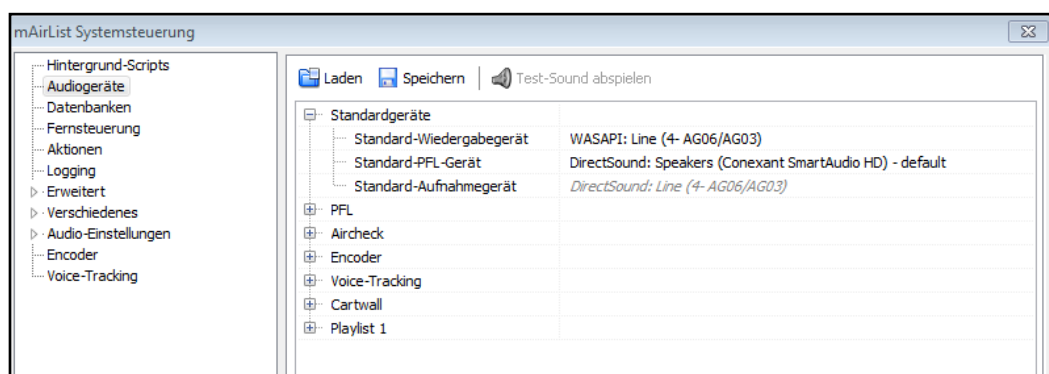 mAirList Systemsteuerung
Hintergrund-Scripts
Audiogeräte
Datenbanken
Fernsteuerung
Aktionen
Logging
Erweitert
Verschiedenes
Audio-Einstellungen
Encoder
Voice-Tracking
Laden Speichern Test-Sound abspielen
Standardgeräte
Standard-Wiedergabegerät WASAPI: Line (4- AG06/AG03)
Standard-PFL-Gerät DirectSound: Speakers (Conexant SmartAudio HD) - default
Standard-Aufnahmegerät DirectSound: Line (4- AG06/AG03)
PFL
Aircheck
Encoder
Voice-Tracking
Cartwall
Playlist 1